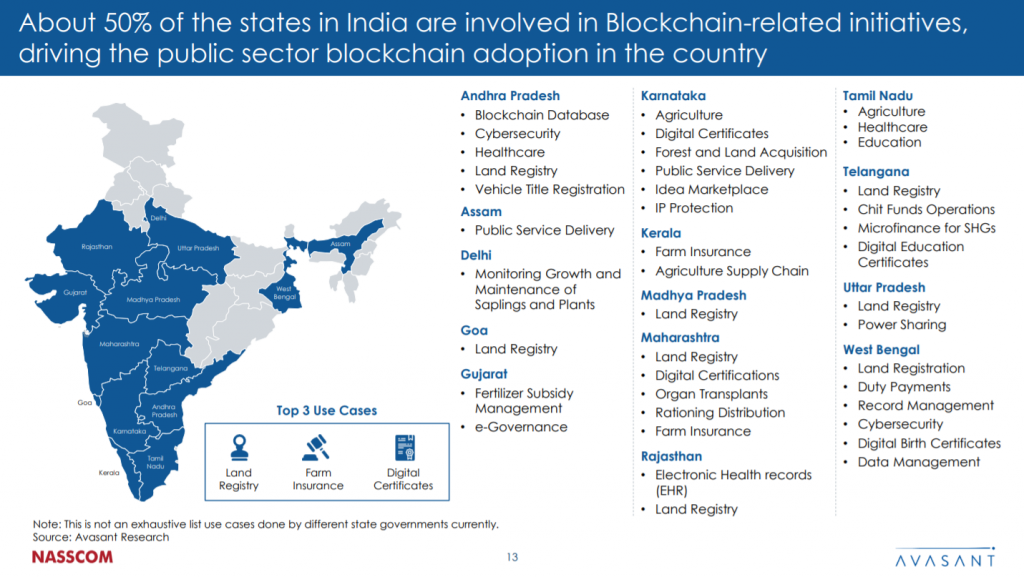 About 50% of the states in India are involved in Blockchain-related initiatives,
driving the public sector blockchain adoption in the country
Delhi
Rajasthan
Uttar Pradesh
Assam
Gujarat
Madhya Pradesh
West
Bengal
Maharashtra
Telangana
Goa
Andhra
Pradesh
Karnataka
Tamil
Nadu
Kerala
Top 3 Use Cases
Land
Registry
Farm
Insurance
Digital
Certificates
Andhra Pradesh
• Blockchain Database
• Cybersecurity
• Healthcare
• Land Registry
• Vehicle Title Registration
Assam
• Public Service Delivery
Delhi
• Monitoring Growth and
Maintenance of
Saplings and Plants
Goa
• Land Registry
Gujarat
• Fertilizer Subsidy
Management
• e-Governance
Karnataka
• Agriculture
• Digital Certificates
• Forest and Land Acquisition
• Public Service Delivery
• Idea Marketplace
• IP Protection
Kerala
• Farm Insurance
• Agriculture Supply Chain
Madhya Pradesh
• Land Registry
Maharashtra
• Land Registry
• Digital Certifications
• Organ Transplants
• Rationing Distribution
• Farm Insurance
Rajasthan
• Electronic Health records
(EHR)
• Land Registry
Tamil Nadu
• Agriculture
• Healthcare
• Education
Telangana
• Land Registry
• Chit Funds Operations
• Microfinance for SHGs
• Digital Education
Certificates
Uttar Pradesh
• Land Registry
• Power Sharing
West Bengal
• Land Registration
• Duty Payments
• Record Management
• Cybersecurity
• Digital Birth Certificates
• Data Management
Note: This is not an exhaustive list use cases done by different state governments currently.
Source: Avasant Research
NASSCOM
13
AVASANT